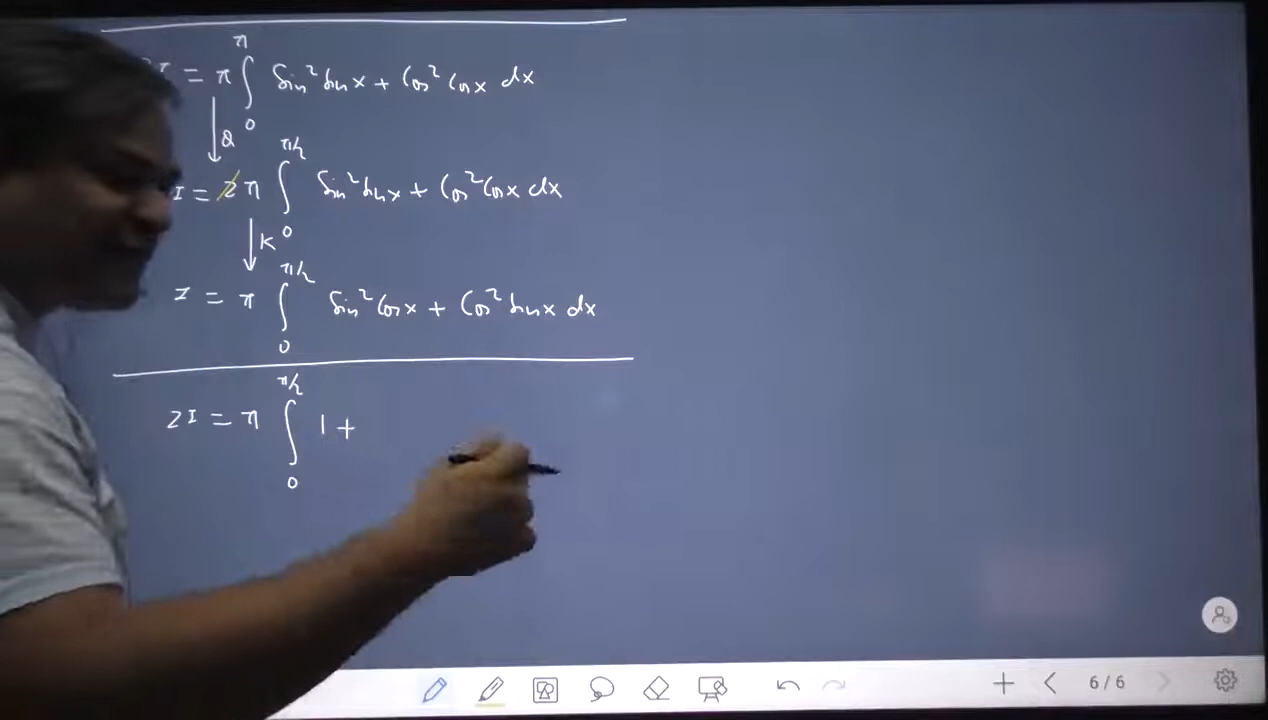 2I = π ∫₀^π Sin² Sin x + Cos² Cos x dx
↓ Q
I = 2π ∫₀^π/2 Sin² Sin x + Cos² Cos x dx
↓ K
I = π ∫₀^π/2 Sin² Cos x + Cos² Sin x dx
2I = π ∫₀^π/2 1 +
6/6